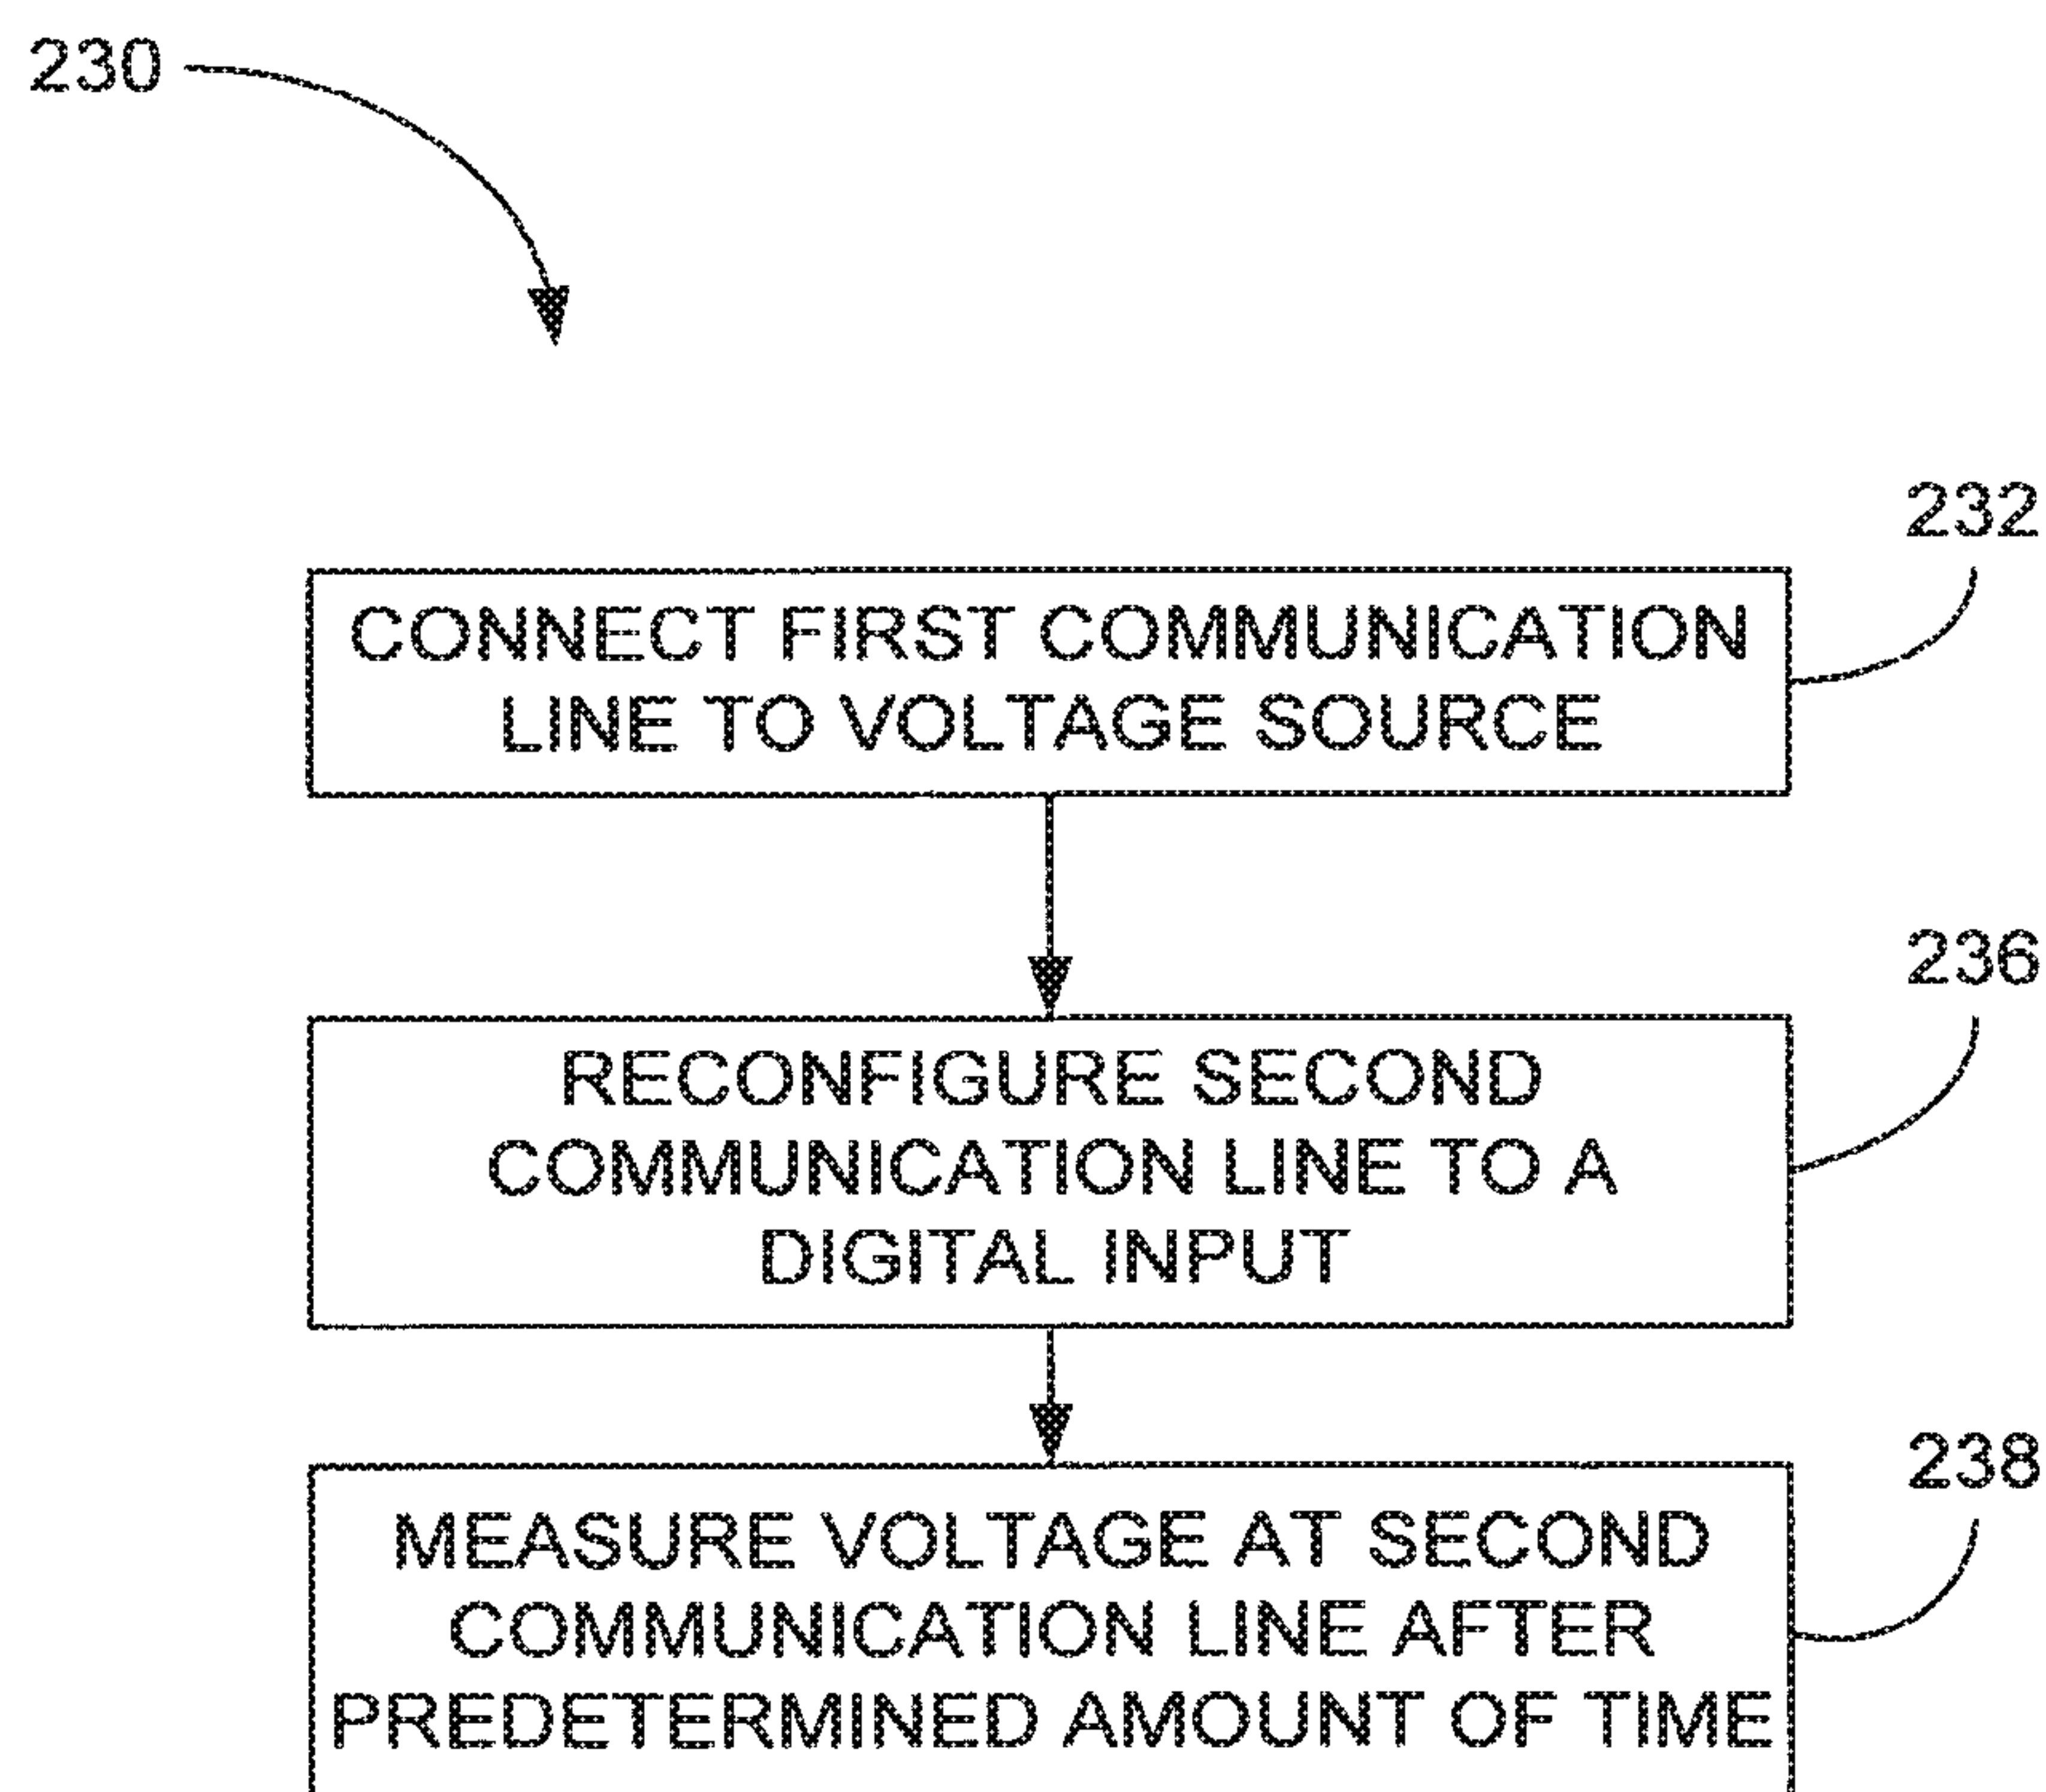 230
232
CONNECT FIRST COMMUNICATION
LINE TO VOLTAGE SOURCE
236
RECONFIGURE SECOND
COMMUNICATION LINE TO A
DIGITAL INPUT
238
MEASURE VOLTAGE AT SECOND
COMMUNICATION LINE AFTER
PREDETERMINED AMOUNT OF TIME